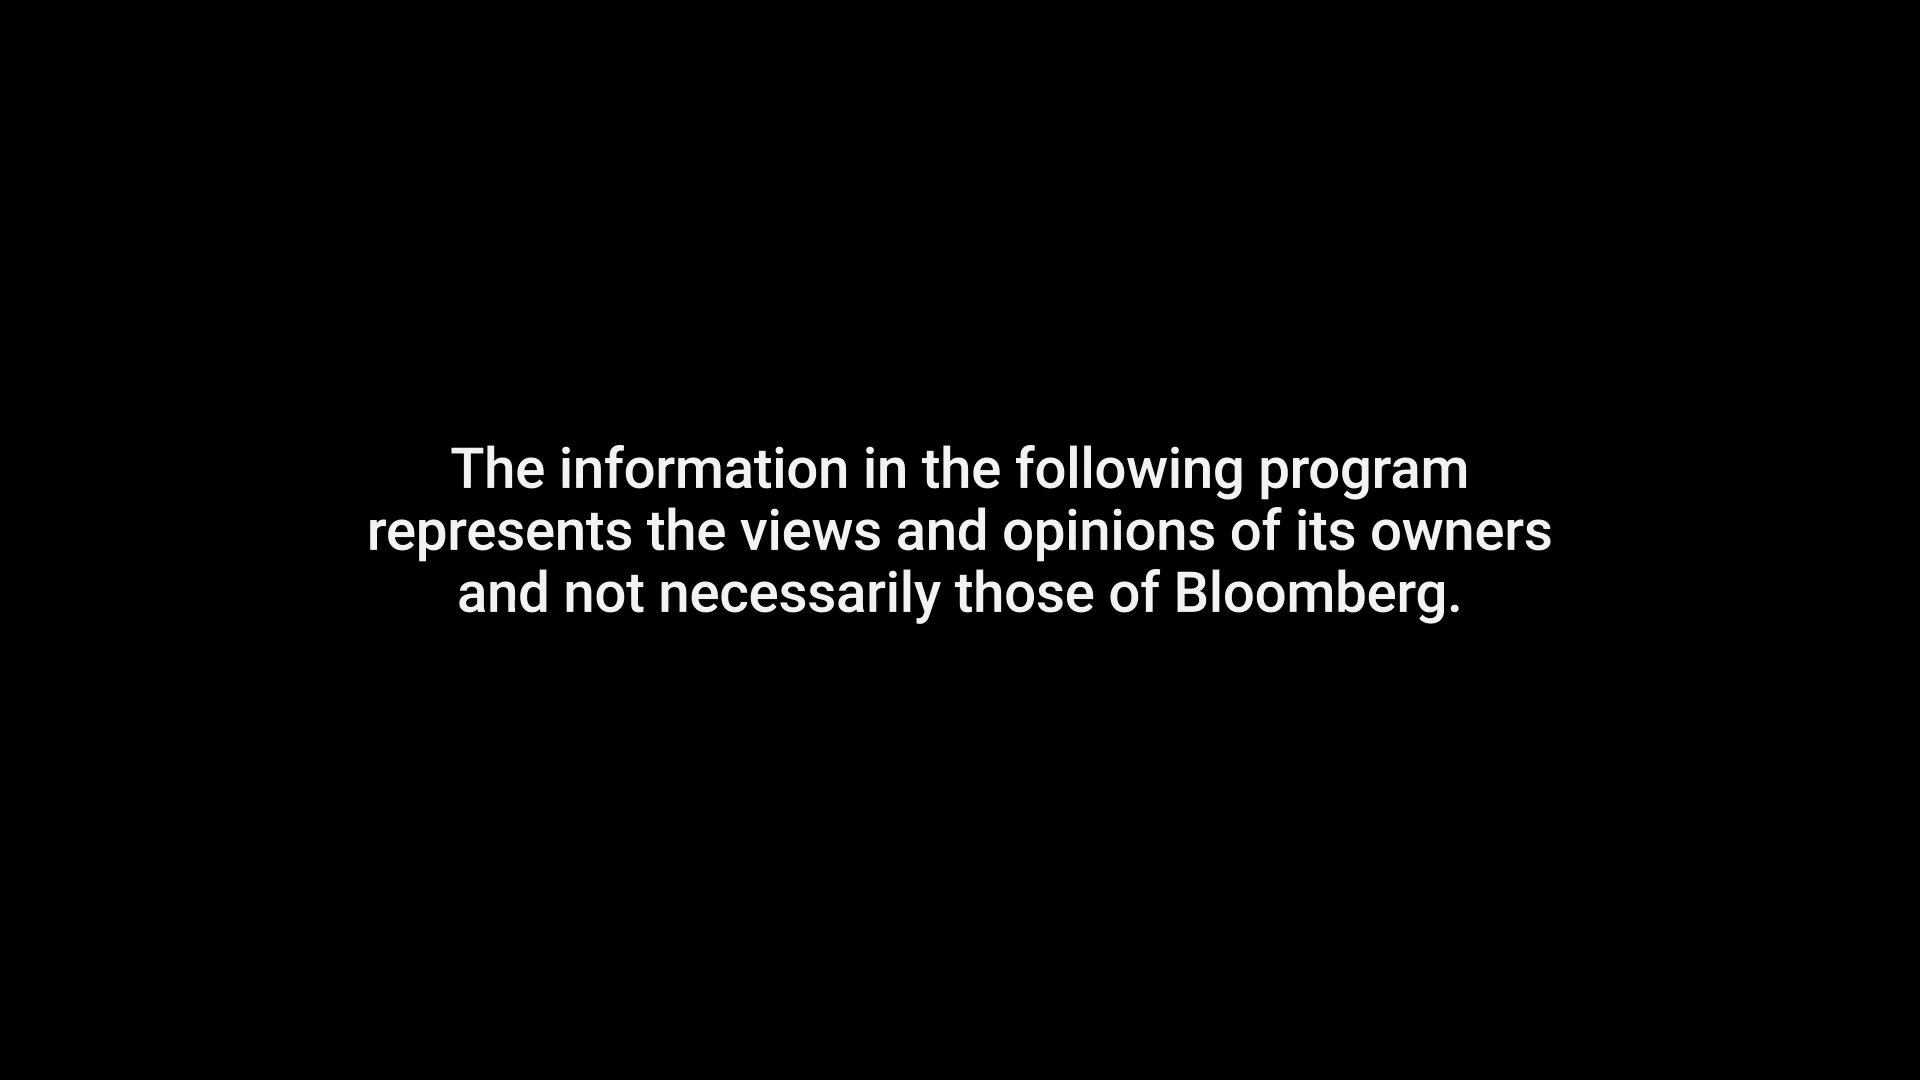 The information in the following program
represents the views and opinions of its owners
and not necessarily those of Bloomberg.